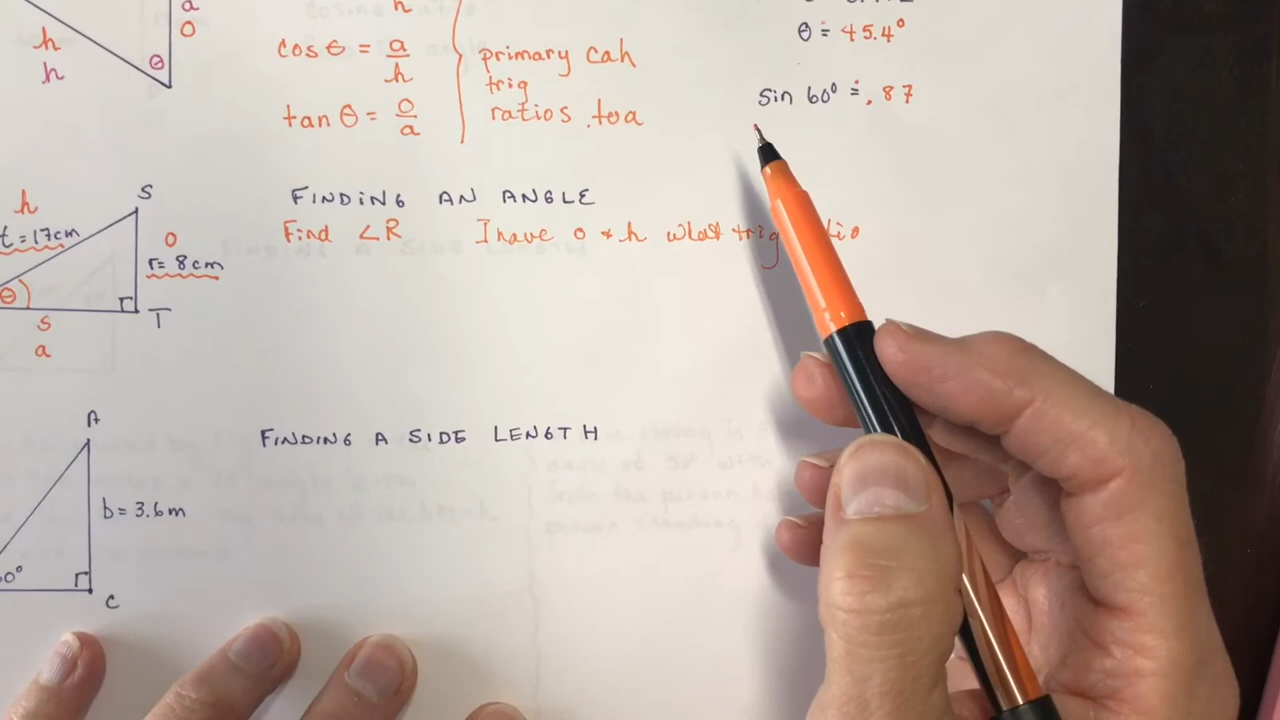 a
h
o
h
h
θ
h
cos θ = a/h
tan θ = o/a
primary cah
trig
ratios toa
θ ≐ 45.4°
sin 60° ≐ .87
S
h
t = 17cm
o
r = 8cm
θ
T
s
a
FINDING AN ANGLE
Find ∠R I have o + h what trig
A
b = 3.6m
0°
C
FINDING A SIDE LENGTH